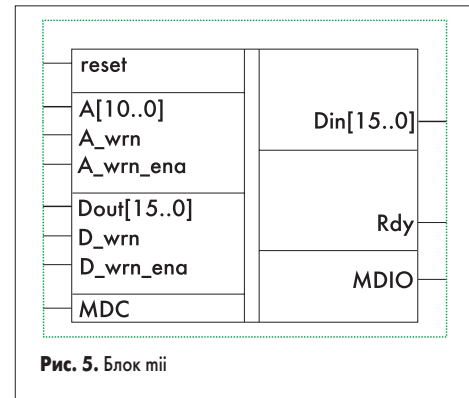 reset
A[10..0]
A_wrn
A_wrn_ena
Dout[15..0]
D_wrn
D_wrn_ena
MDC
Din[15..0]
Rdy
MDIO
Рис. 5. Блок mii